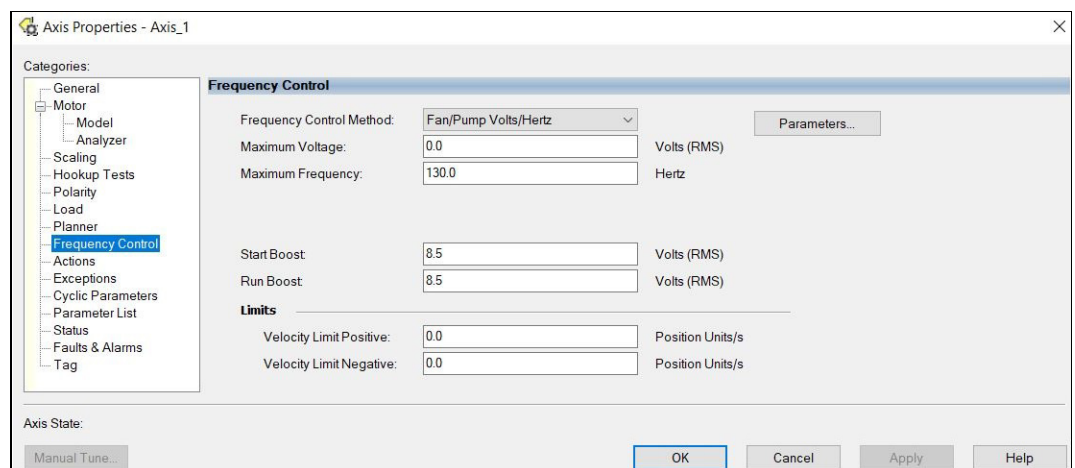 Axis Properties - Axis_1
Categories:
General
Motor
Model
Analyzer
Scaling
Hookup Tests
Polarity
Load
Planner
Frequency Control
Actions
Exceptions
Cyclic Parameters
Parameter List
Status
Faults & Alarms
Tag
Frequency Control
Frequency Control Method: Fan/Pump Volts/Hertz Parameters...
Maximum Voltage: 0.0 Volts (RMS)
Maximum Frequency: 130.0 Hertz
Start Boost: 8.5 Volts (RMS)
Run Boost: 8.5 Volts (RMS)
Limits
Velocity Limit Positive: 0.0 Position Units/s
Velocity Limit Negative: 0.0 Position Units/s
Axis State:
Manual Tune... OK Cancel Apply Help